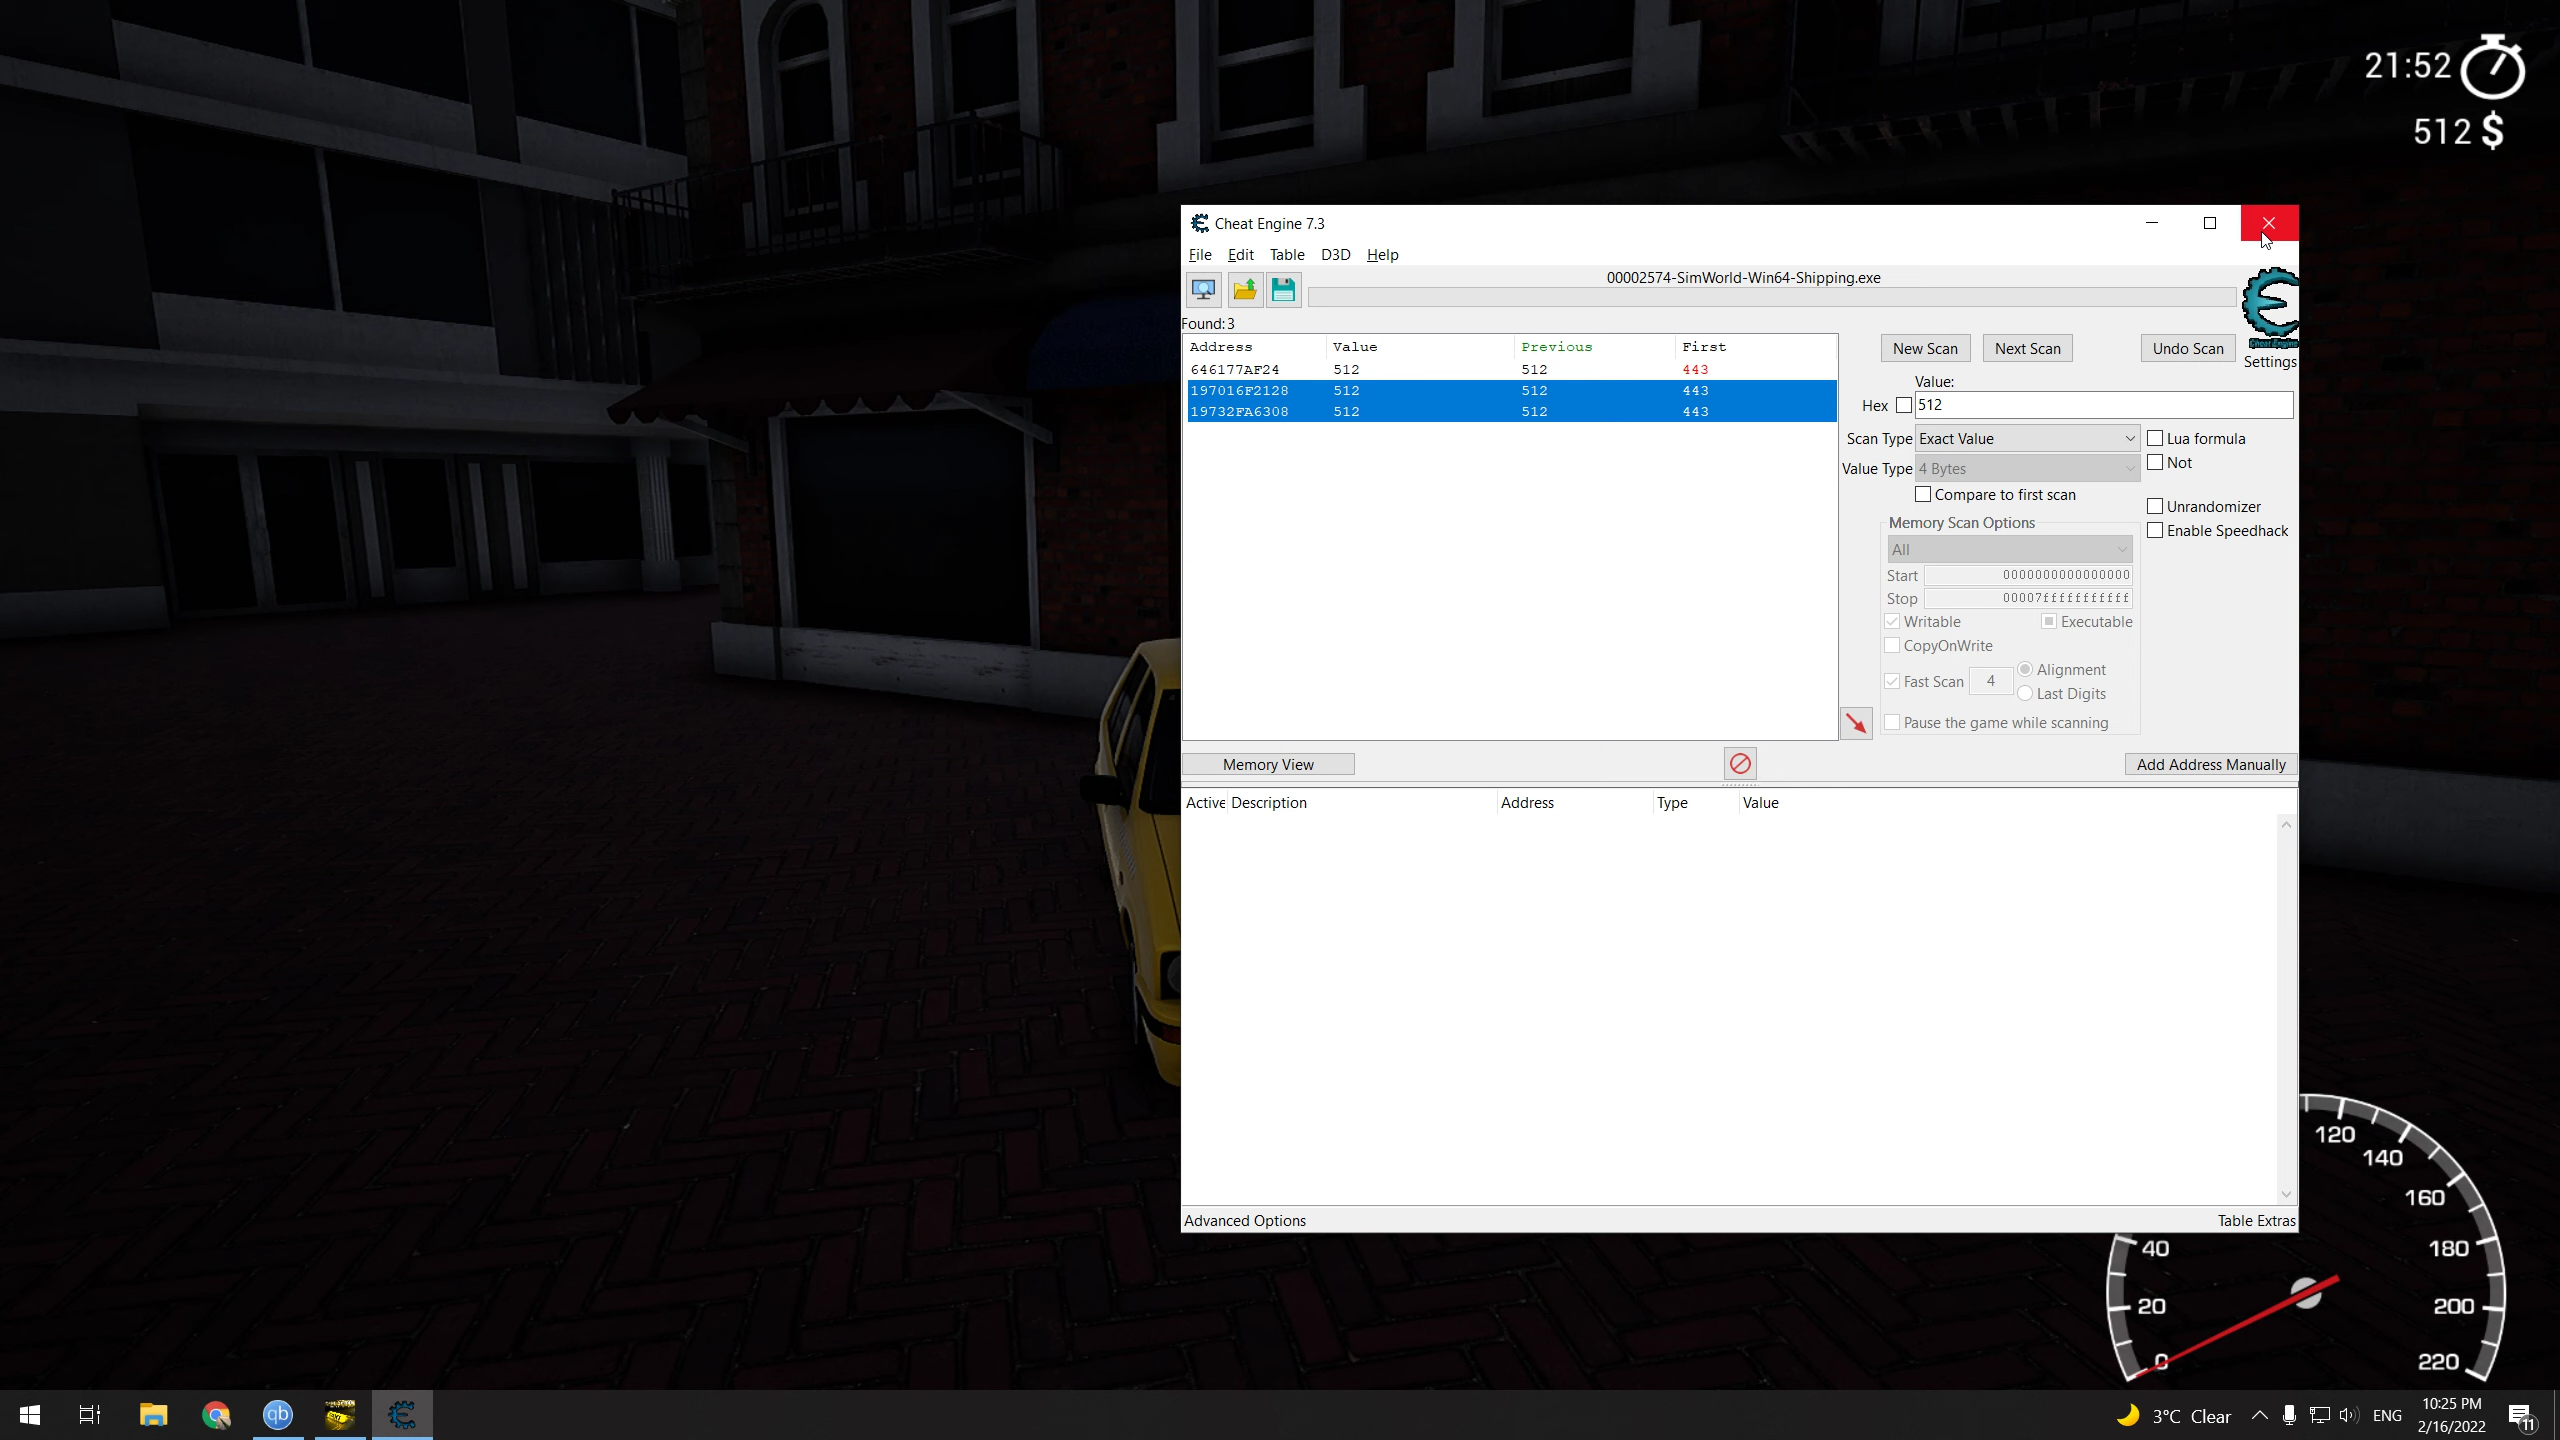 21:52
512 $
Cheat Engine 7.3
File Edit Table D3D Help
00002574-SimWorld-Win64-Shipping.exe
Found:3
Address Value Previous First
646177AF24 512 512 443
197016F2128 512 512 443
19732FA6308 512 512 443
New Scan Next Scan Undo Scan
Cheat Engine
Settings
Value:
Hex 512
Scan Type Exact Value Lua formula
Value Type 4 Bytes Not
Compare to first scan
Unrandomizer
Memory Scan Options
Enable Speedhack
All
Start 0000000000000000
Stop 00007fffffffffff
Writable Executable
CopyOnWrite
Fast Scan 4 Alignment
Last Digits
Pause the game while scanning
Memory View Add Address Manually
Active Description Address Type Value
Advanced Options Table Extras
120
140
160
40 180
20 200
0 220
qb
3°C Clear ENG 10:25 PM
2/16/2022
11